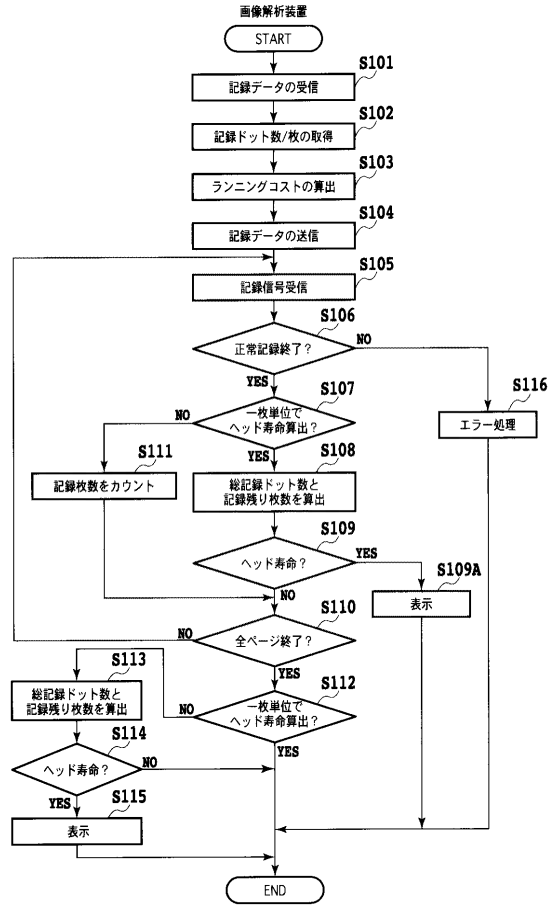 画像解析装置
START
S101
記録データの受信
S102
記録ドット数/枚の取得
S103
ランニングコストの算出
S104
記録データの送信
S105
記録信号受信
S106
正常記録終了？
NO
YES
S107
一枚単位で
ヘッド寿命算出？
NO
YES
S116
エラー処理
S111
記録枚数をカウント
S108
総記録ドット数と
記録残り枚数を算出
S109
ヘッド寿命？
YES
NO
S109A
表示
S110
全ページ終了？
NO
YES
S112
一枚単位で
ヘッド寿命算出？
NO
YES
S113
総記録ドット数と
記録残り枚数を算出
S114
ヘッド寿命？
NO
YES
S115
表示
END